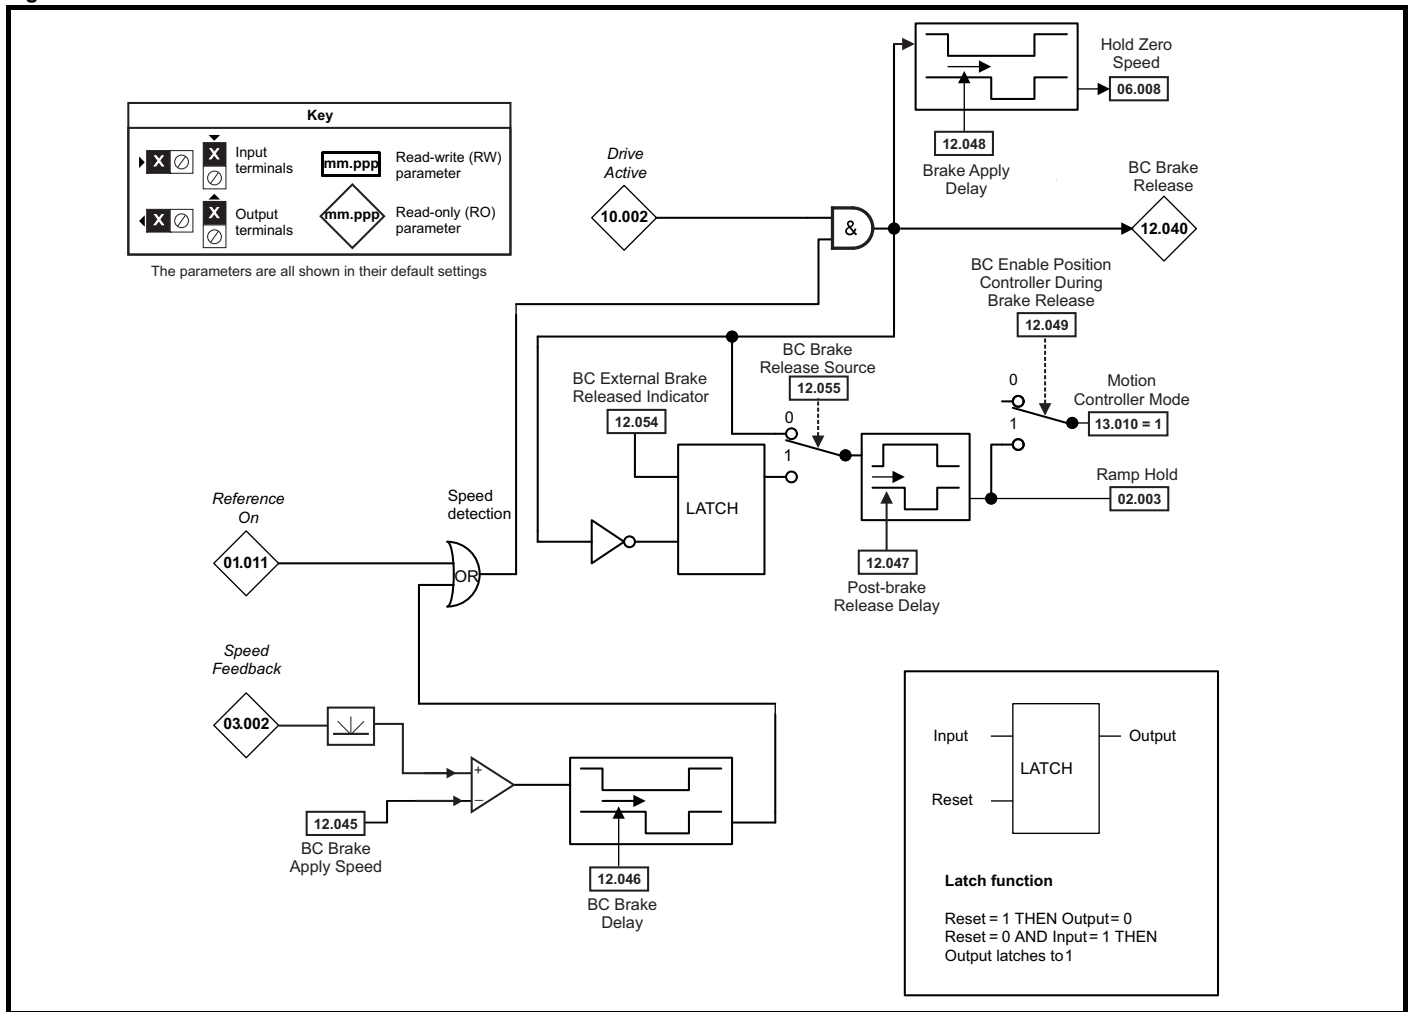 Key
X
X
Input
terminals
mm.ppp
Read-write (RW)
parameter
X
X
Output
terminals
mm.ppp
Read-only (RO)
parameter
The parameters are all shown in their default settings
Drive
Active
10.002
&
Hold Zero
Speed
06.008
12.048
Brake Apply
Delay
BC Brake
Release
12.040
BC Enable Position
Controller During
Brake Release
12.049
BC Brake
Release Source
12.055
BC External Brake
Released Indicator
12.054
0
1
LATCH
0
1
Motion
Controller Mode
13.010 = 1
Ramp Hold
02.003
12.047
Post-brake
Release Delay
Reference
On
01.011
Speed
detection
OR
Speed
Feedback
03.002
+
−
12.045
BC Brake
Apply Speed
12.046
BC Brake
Delay
Input
Output
LATCH
Reset
Latch function
Reset = 1 THEN Output = 0
Reset = 0 AND Input = 1 THEN
Output latches to 1